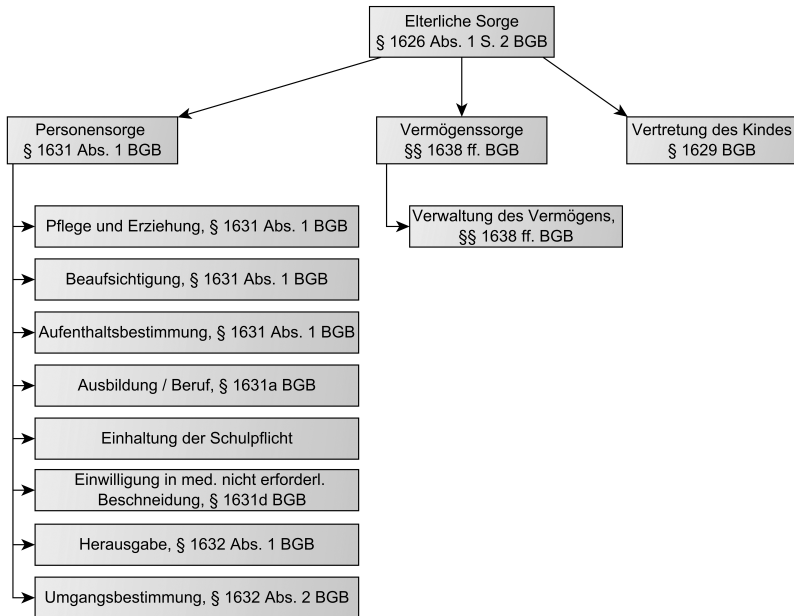 Elterliche Sorge
§ 1626 Abs. 1 S. 2 BGB
Personensorge
§ 1631 Abs. 1 BGB
Vermögenssorge
§§ 1638 ff. BGB
Vertretung des Kindes
§ 1629 BGB
Pflege und Erziehung, § 1631 Abs. 1 BGB
Verwaltung des Vermögens,
§§ 1638 ff. BGB
Beaufsichtigung, § 1631 Abs. 1 BGB
Aufenthaltsbestimmung, § 1631 Abs. 1 BGB
Ausbildung / Beruf, § 1631a BGB
Einhaltung der Schulpflicht
Einwilligung in med. nicht erforderl.
Beschneidung, § 1631d BGB
Herausgabe, § 1632 Abs. 1 BGB
Umgangsbestimmung, § 1632 Abs. 2 BGB